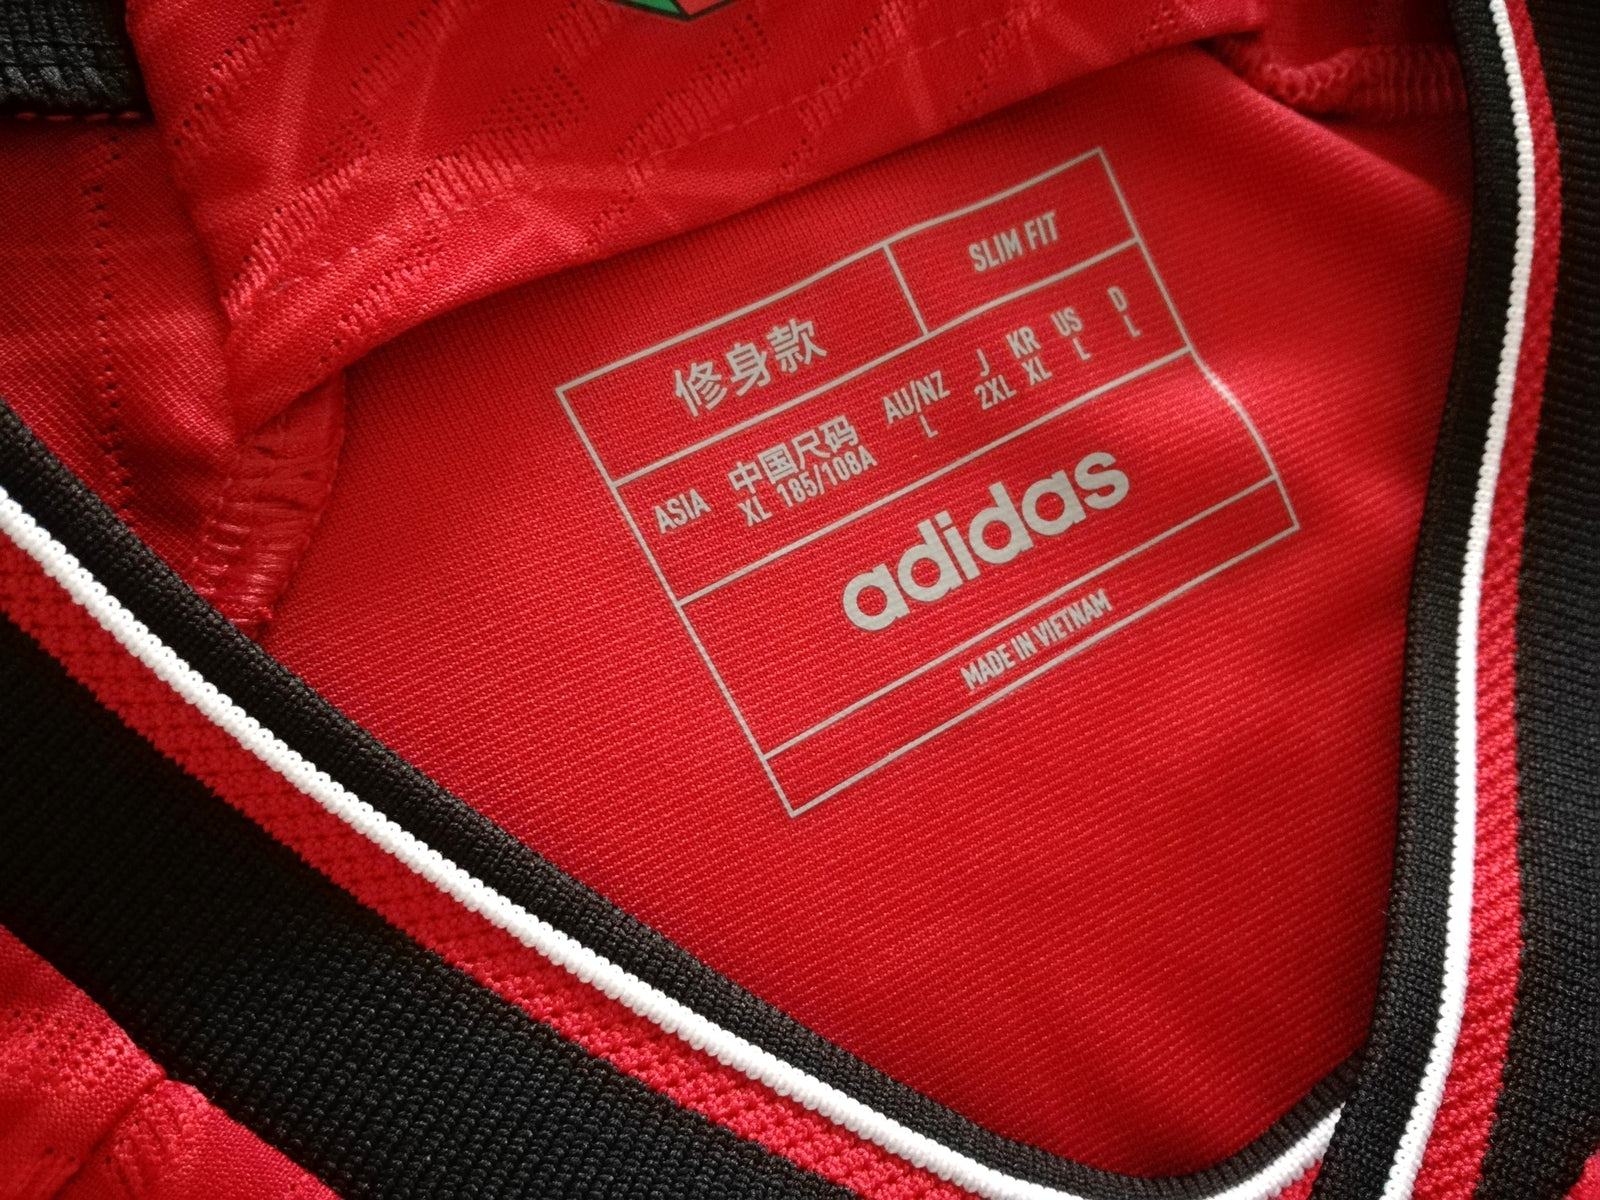 修身款 SLIM FIT
ASIA 中国尺码 AU/NZ J KR US D
XL 185/108A L 2XL XL L L
adidas
MADE IN VIETNAM